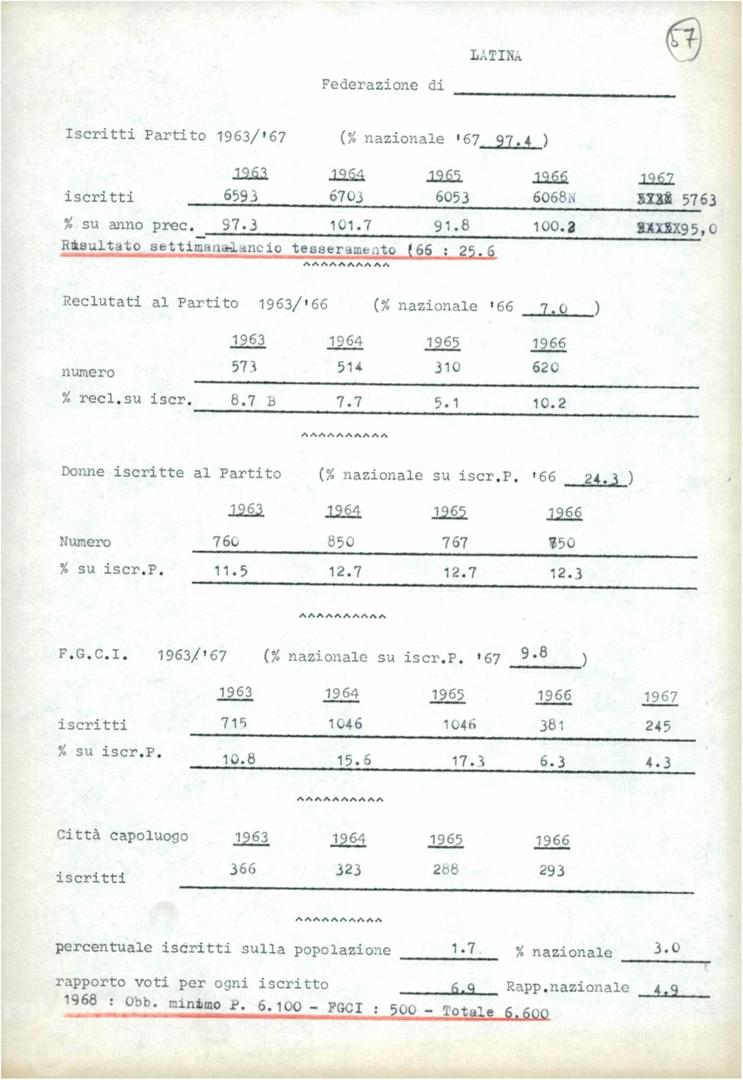 57
LATINA
Federazione di
Iscritti Partito 1963/'67 (% nazionale '67 97.4 )
1963 1964 1965 1966 1967
iscritti 6593 6703 6053 6068N 5763
% su anno prec. 97.3 101.7 91.8 100.2 95,0
Risultato settimanalancio tesseramento (66 : 25.6
^^^^^^^^^^
Reclutati al Partito 1963/'66 (% nazionale '66 7.0 )
1963 1964 1965 1966
numero 573 514 310 620
% recl.su iscr. 8.7 B 7.7 5.1 10.2
^^^^^^^^^^
Donne iscritte al Partito (% nazionale su iscr.P. '66 24.3 )
1963 1964 1965 1966
Numero 760 850 767 750
% su iscr.P. 11.5 12.7 12.7 12.3
^^^^^^^^^^
F.G.C.I. 1963/'67 (% nazionale su iscr.P. '67 9.8 )
1963 1964 1965 1966 1967
iscritti 715 1046 1046 381 245
% su iscr.P. 10.8 15.6 17.3 6.3 4.3
^^^^^^^^^^
Città capoluogo 1963 1964 1965 1966
iscritti 366 323 288 293
^^^^^^^^^^
percentuale iscritti sulla popolazione 1.7 % nazionale 3.0
rapporto voti per ogni iscritto 6.9 Rapp.nazionale 4.9
1968 : Obb. minimo P. 6.100 - FGCI : 500 - Totale 6.600